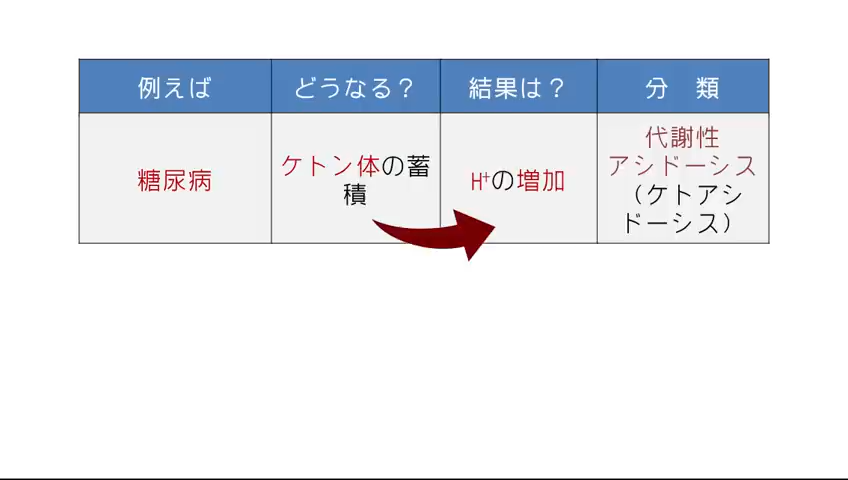 例えば
どうなる？
結果は？
分　類
糖尿病
ケトン体の蓄
積
H⁺の増加
代謝性
アシドーシス
（ケトアシ
ドーシス）